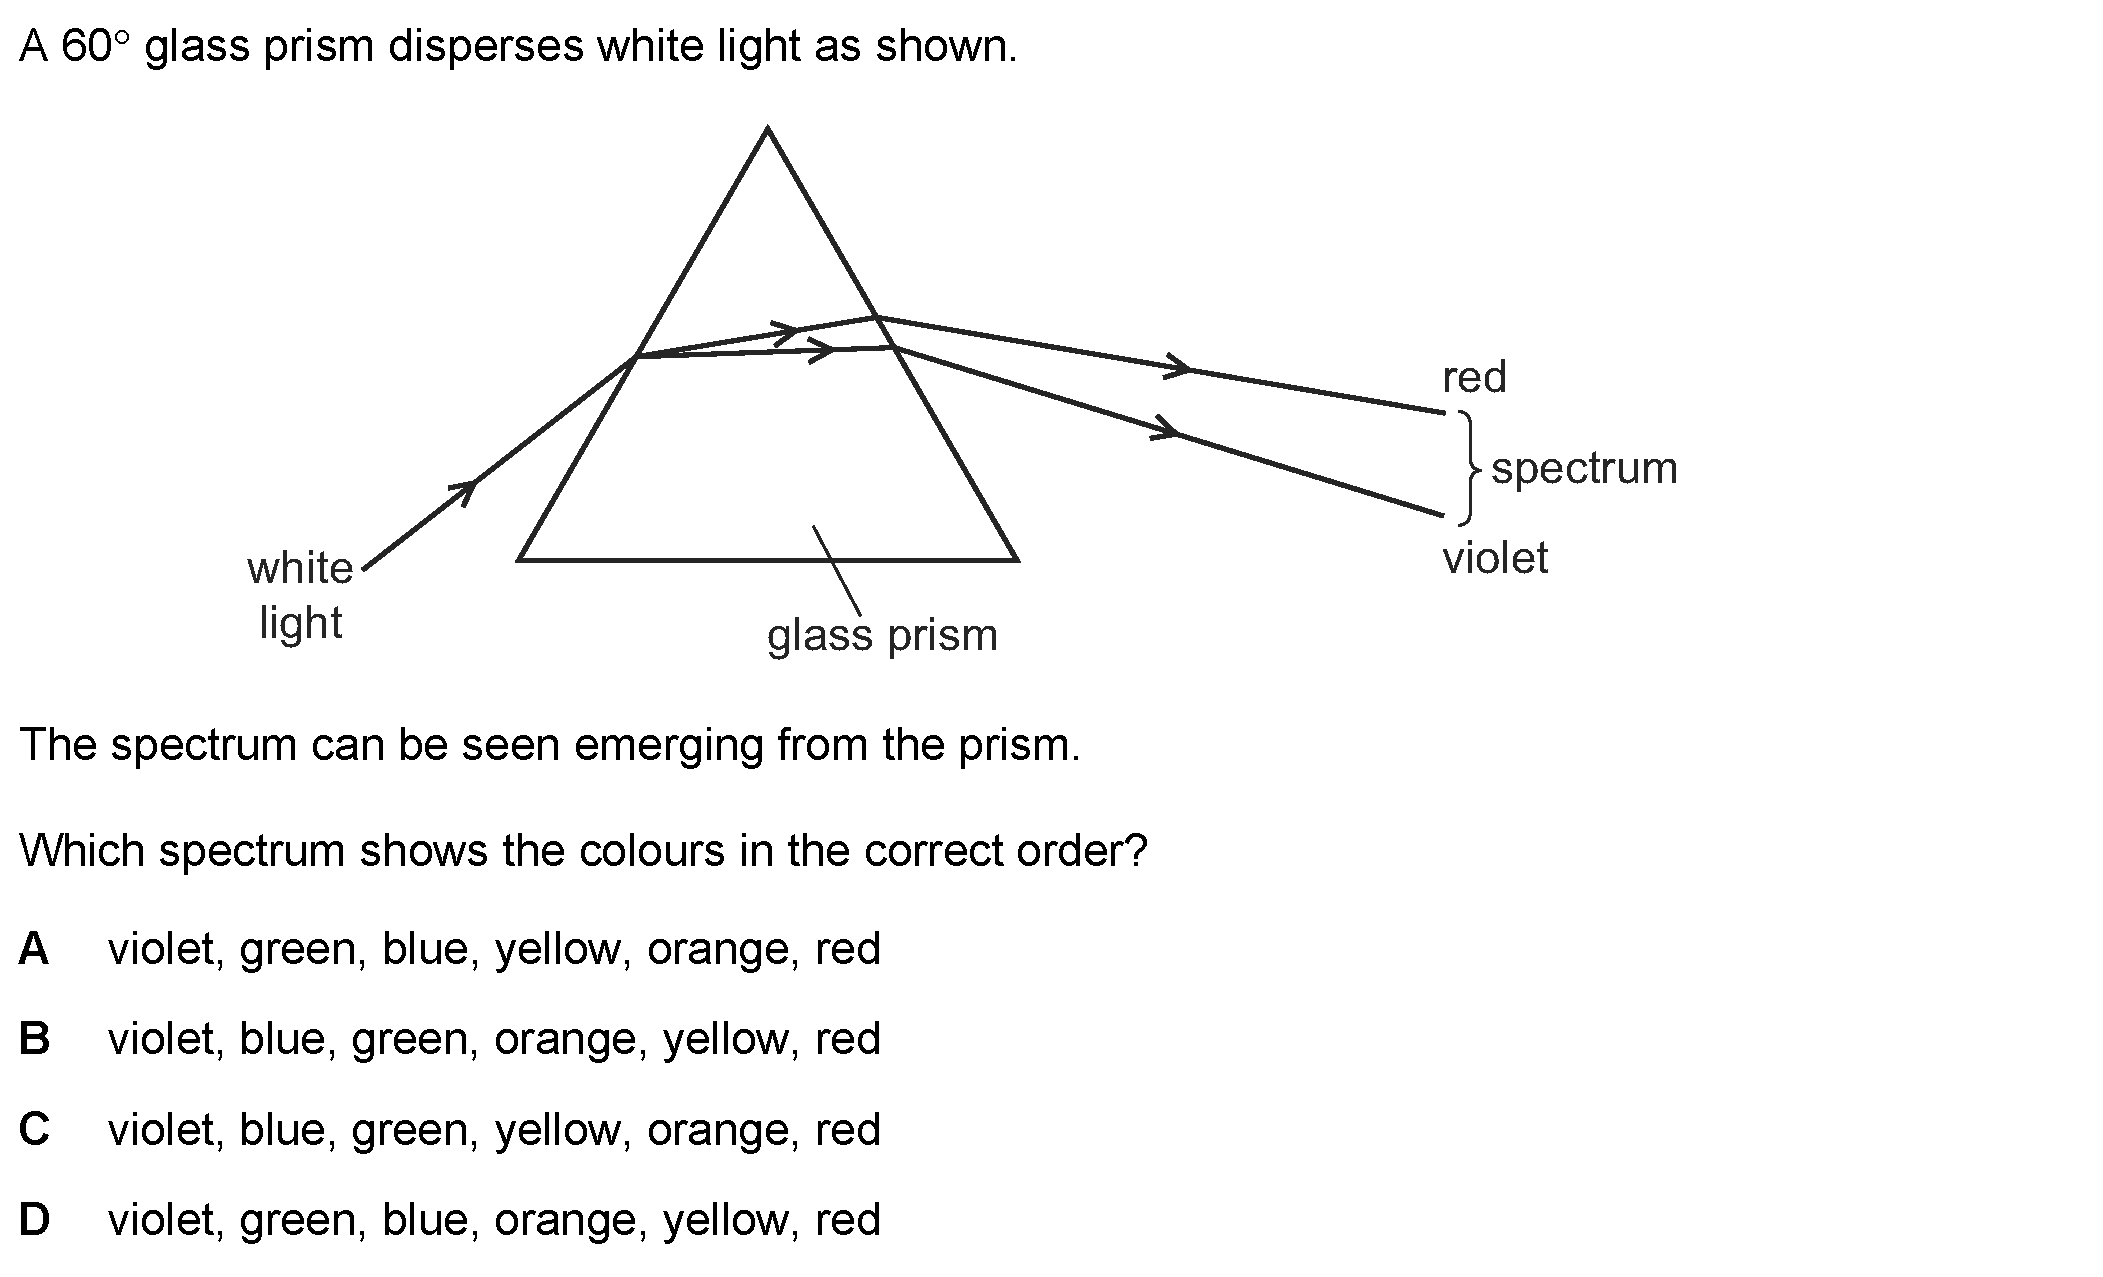 A 60° glass prism disperses white light as shown.
red
spectrum
violet
white
light
glass prism
The spectrum can be seen emerging from the prism.
Which spectrum shows the colours in the correct order?
A violet, green, blue, yellow, orange, red
B violet, blue, green, orange, yellow, red
C violet, blue, green, yellow, orange, red
D violet, green, blue, orange, yellow, red